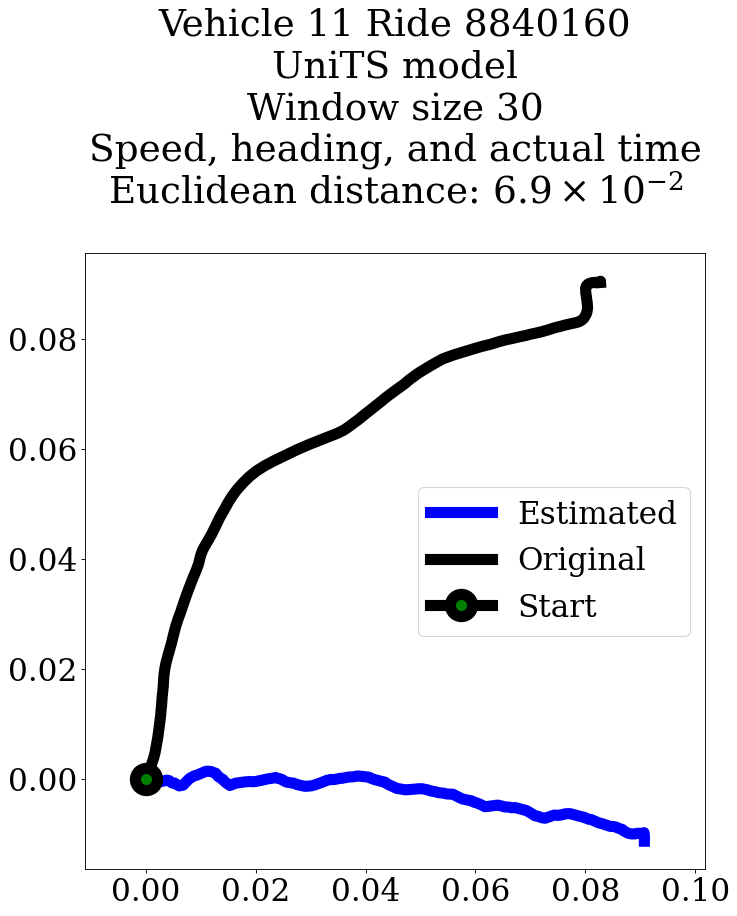 Vehicle 11 Ride 8840160
UniTS model
Window size 30
Speed, heading, and actual time
Euclidean distance: 6.9 × 10⁻²
0.08
0.06
0.04
0.02
0.00
Estimated
Original
Start
0.00 0.02 0.04 0.06 0.08 0.10